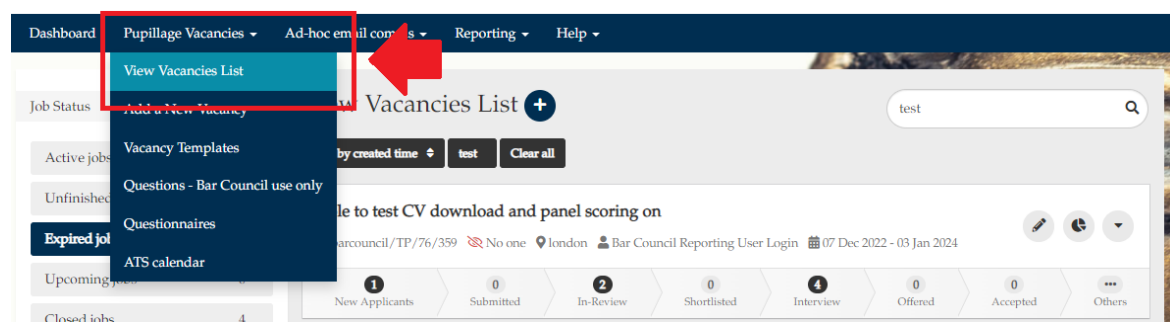 Dashboard Pupillage Vacancies Ad-hoc email comms Reporting Help
View Vacancies List
Add a New Vacancy
Vacancy Templates
Questions - Bar Council use only
Questionnaires
ATS calendar
Job Status
Active jobs
Unfinished
Expired jobs
Upcoming jobs
Closed jobs 4
View Vacancies List
test
by created time test Clear all
le to test CV download and panel scoring on
barcouncil/TP/76/359 No one london Bar Council Reporting User Login 07 Dec 2022 - 03 Jan 2024
1 0 2 0 4 0 0 ...
New Applicants Submitted In-Review Shortlisted Interview Offered Accepted Others